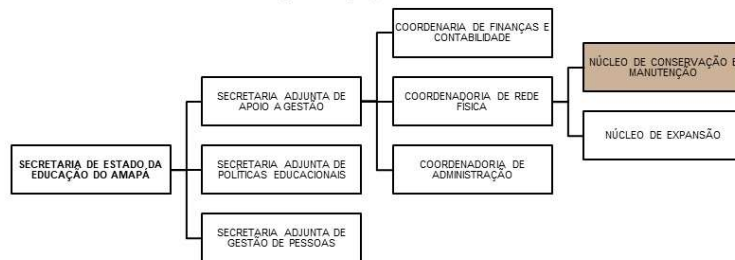 COORDENARIA DE FINANÇAS E
CONTABILIDADE
NÚCLEO DE CONSERVAÇÃO E
MANUTENÇÃO
SECRETARIA ADJUNTA DE
APOIO A GESTÃO
COORDENADORIA DE REDE
FÍSICA
NÚCLEO DE EXPANSÃO
SECRETARIA DE ESTADO DA
EDUCAÇÃO DO AMAPÁ
SECRETARIA ADJUNTA DE
POLÍTICAS EDUCACIONAIS
COORDENADORIA DE
ADMINISTRAÇÃO
SECRETARIA ADJUNTA DE
GESTÃO DE PESSOAS